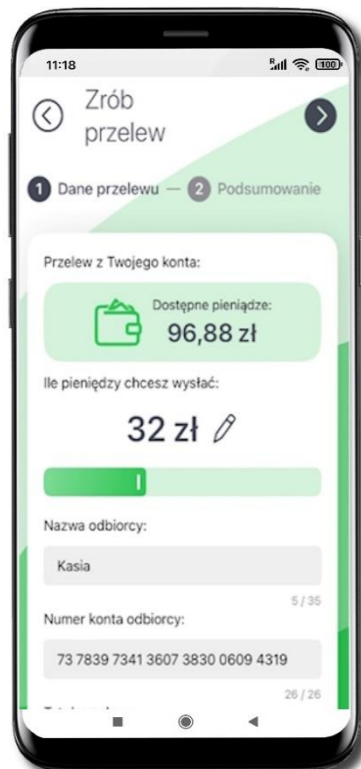 11:18
R
100
Zrób
przelew
1 Dane przelewu — 2 Podsumowanie
Przelew z Twojego konta:
Dostępne pieniądze:
96,88 zł
Ile pieniędzy chcesz wysłać:
32 zł
Nazwa odbiorcy:
Kasia
5 / 35
Numer konta odbiorcy:
73 7839 7341 3607 3830 0609 4319
26 / 26